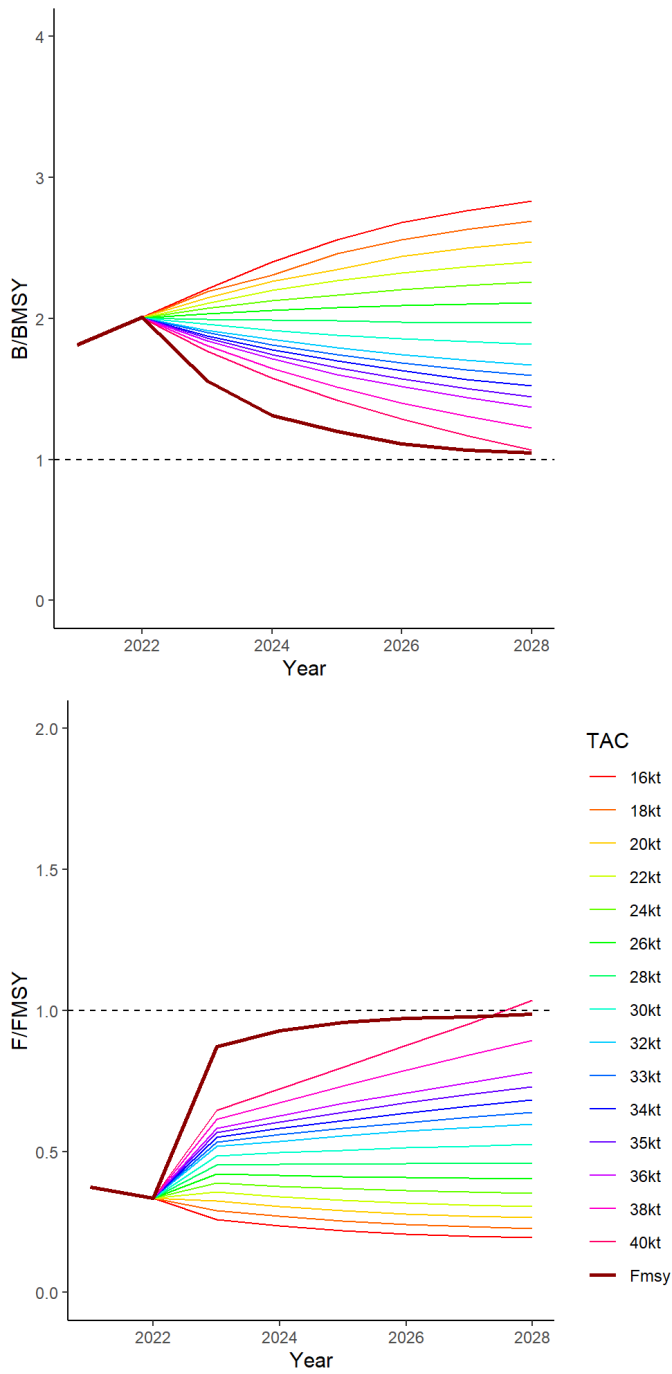 4
3
2
1
0
B/BMSY
2022
2024
2026
2028
Year
2.0
1.5
1.0
0.5
0.0
F/FMSY
2022
2024
2026
2028
Year
TAC
16kt
18kt
20kt
22kt
24kt
26kt
28kt
30kt
32kt
33kt
34kt
35kt
36kt
38kt
40kt
Fmsy